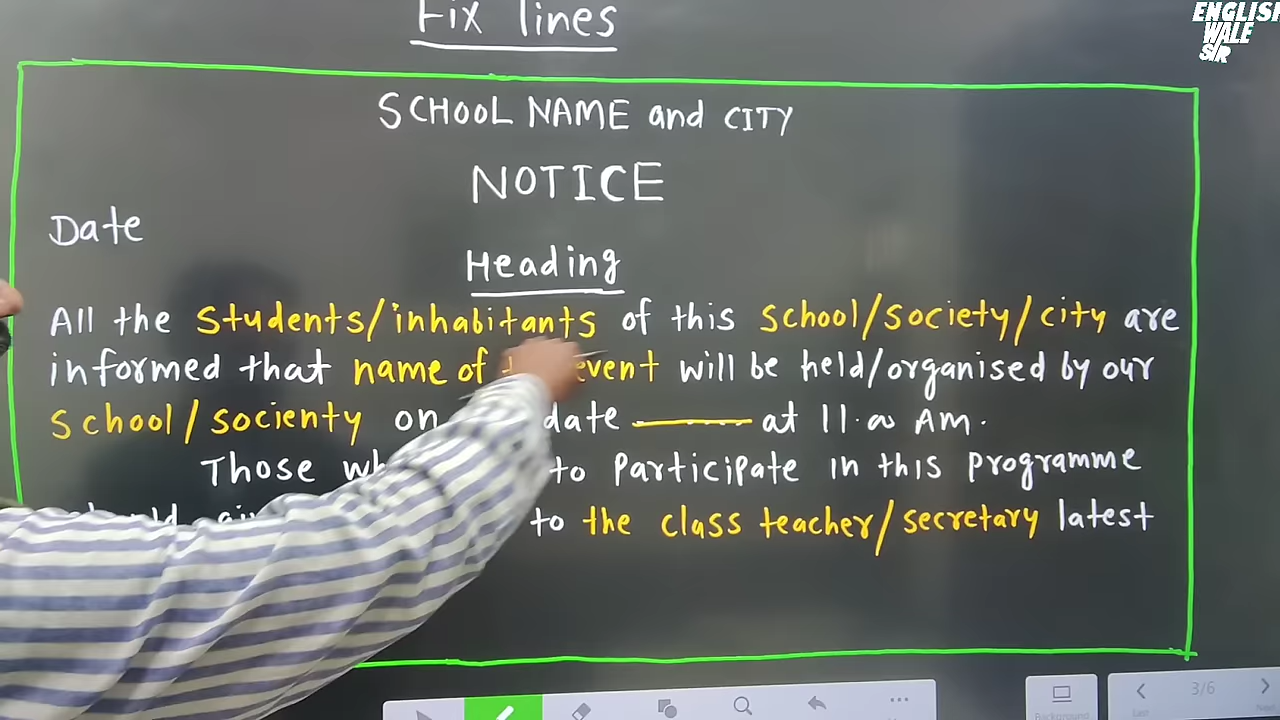 Fix lines
ENGLISH
WALE
SIR
SCHOOL NAME and CITY
NOTICE
Date
Heading
All the students/inhabitants of this school/society/city are
informed that name of event will be held/organised by our
school/socienty on date at 11.00 AM.
Those to participate in this programme
to the class teacher/secretary latest
3/6
Background